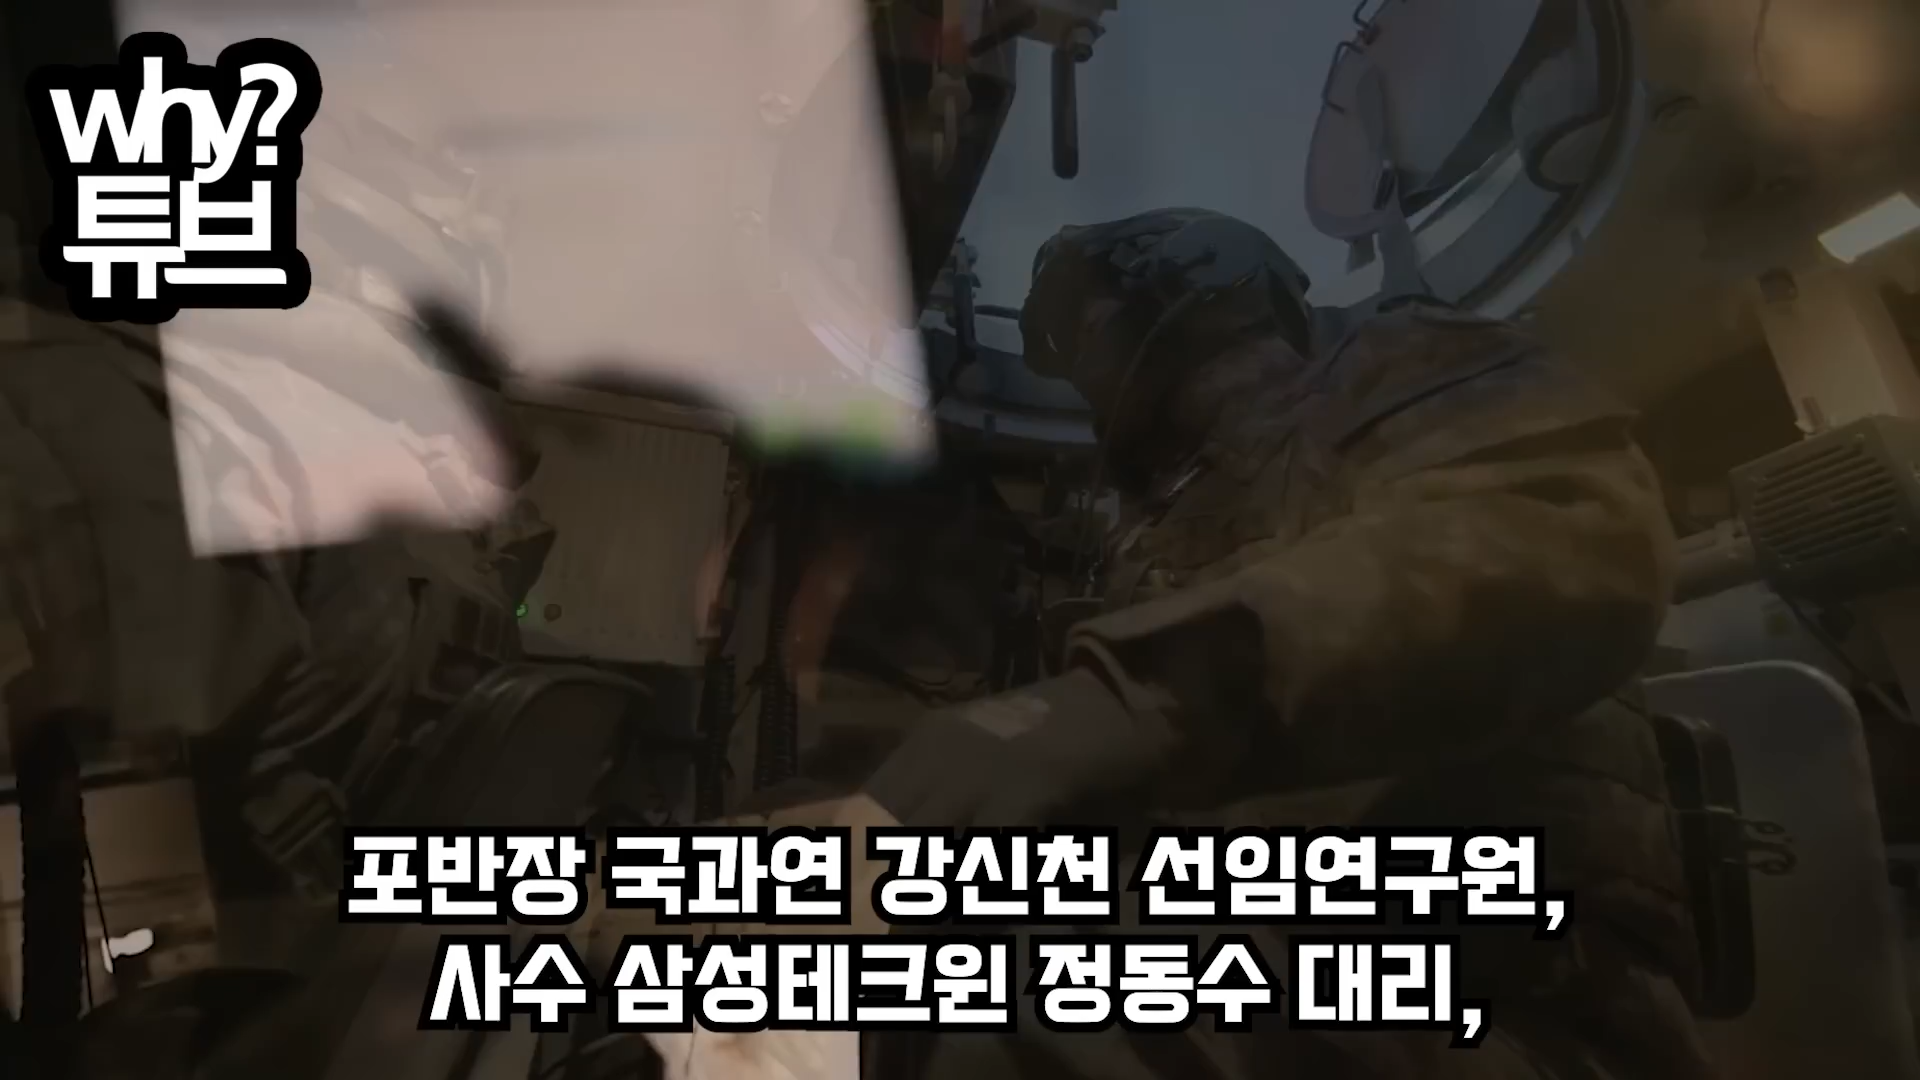 why?
튜브
포반장 국과연 강신천 선임연구원,
사수 삼성테크윈 정동수 대리,